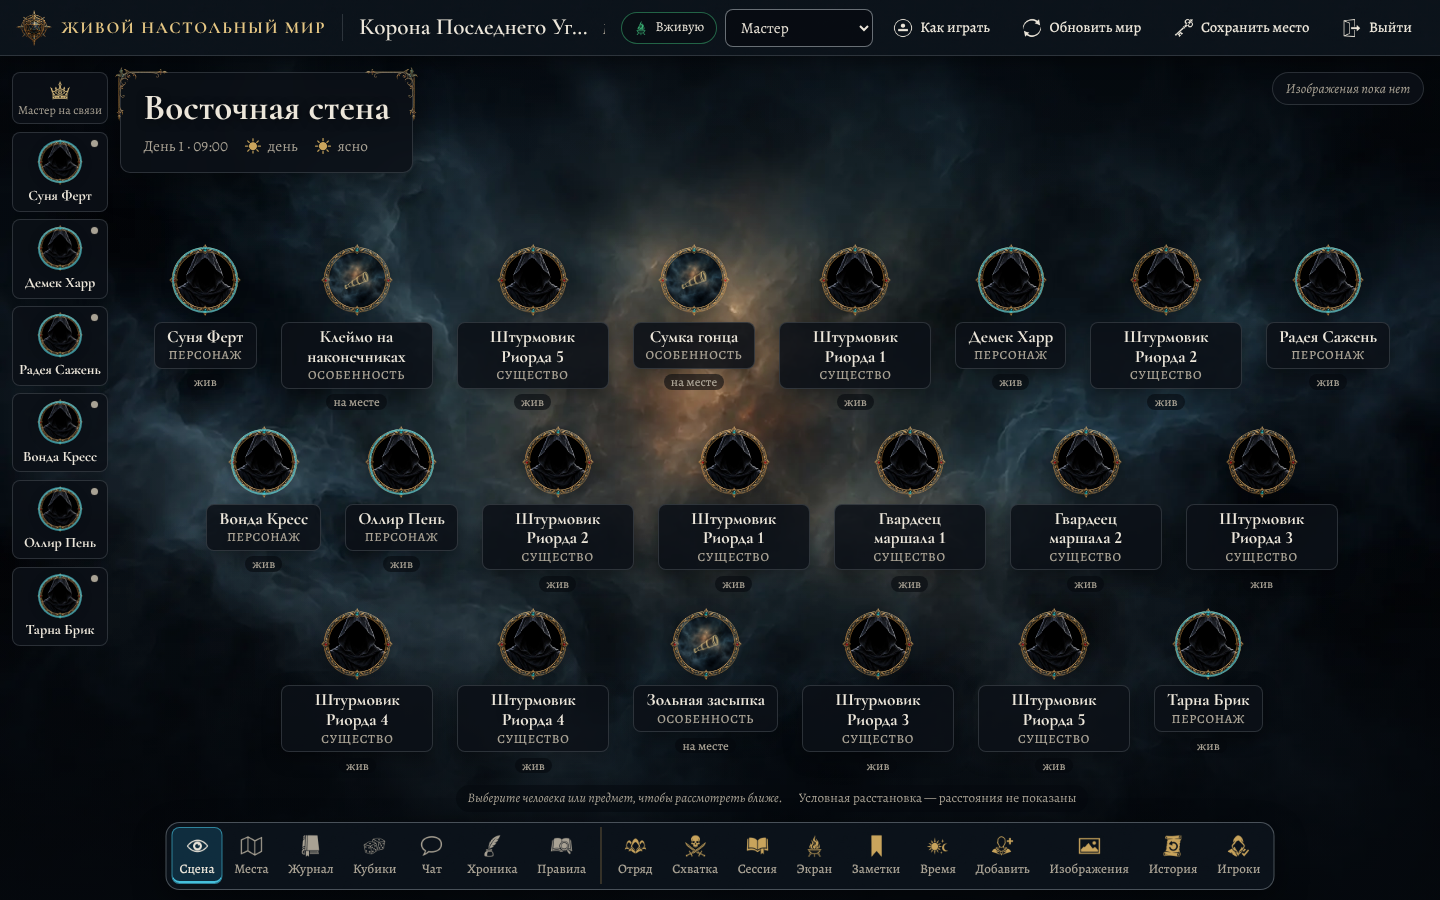 ЖИВОЙ НАСТОЛЬНЫЙ МИР
Корона Последнего Уг...
Вживую
Мастер
Как играть
Обновить мир
Сохранить место
Выйти
Мастер на связи
Суня Ферт
Демек Харр
Радея Сажень
Вонда Кресс
Оллир Пень
Тарна Брик
Восточная стена
День 1 · 09:00
день
ясно
Изображения пока нет
Суня Ферт
ПЕРСОНАЖ
жив
Клеймо на
наконечниках
ОСОБЕННОСТЬ
на месте
Штурмовик
Риорда 5
СУЩЕСТВО
жив
Сумка гонца
ОСОБЕННОСТЬ
на месте
Штурмовик
Риорда 1
СУЩЕСТВО
жив
Демек Харр
ПЕРСОНАЖ
жив
Штурмовик
Риорда 2
СУЩЕСТВО
жив
Радея Сажень
ПЕРСОНАЖ
жив
Вонда Кресс
ПЕРСОНАЖ
жив
Оллир Пень
ПЕРСОНАЖ
жив
Штурмовик
Риорда 2
СУЩЕСТВО
жив
Штурмовик
Риорда 1
СУЩЕСТВО
жив
Гвардеец
маршала 1
СУЩЕСТВО
жив
Гвардеец
маршала 2
СУЩЕСТВО
жив
Штурмовик
Риорда 3
СУЩЕСТВО
жив
Штурмовик
Риорда 4
СУЩЕСТВО
жив
Штурмовик
Риорда 4
СУЩЕСТВО
жив
Зольная засыпка
ОСОБЕННОСТЬ
на месте
Штурмовик
Риорда 3
СУЩЕСТВО
жив
Штурмовик
Риорда 5
СУЩЕСТВО
жив
Тарна Брик
ПЕРСОНАЖ
жив
Выберите человека или предмет, чтобы рассмотреть ближе.
Условная расстановка — расстояния не показаны
Сцена
Места
Журнал
Кубики
Чат
Хроника
Правила
Отряд
Схватка
Сессия
Экран
Заметки
Время
Добавить
Изображения
История
Игроки